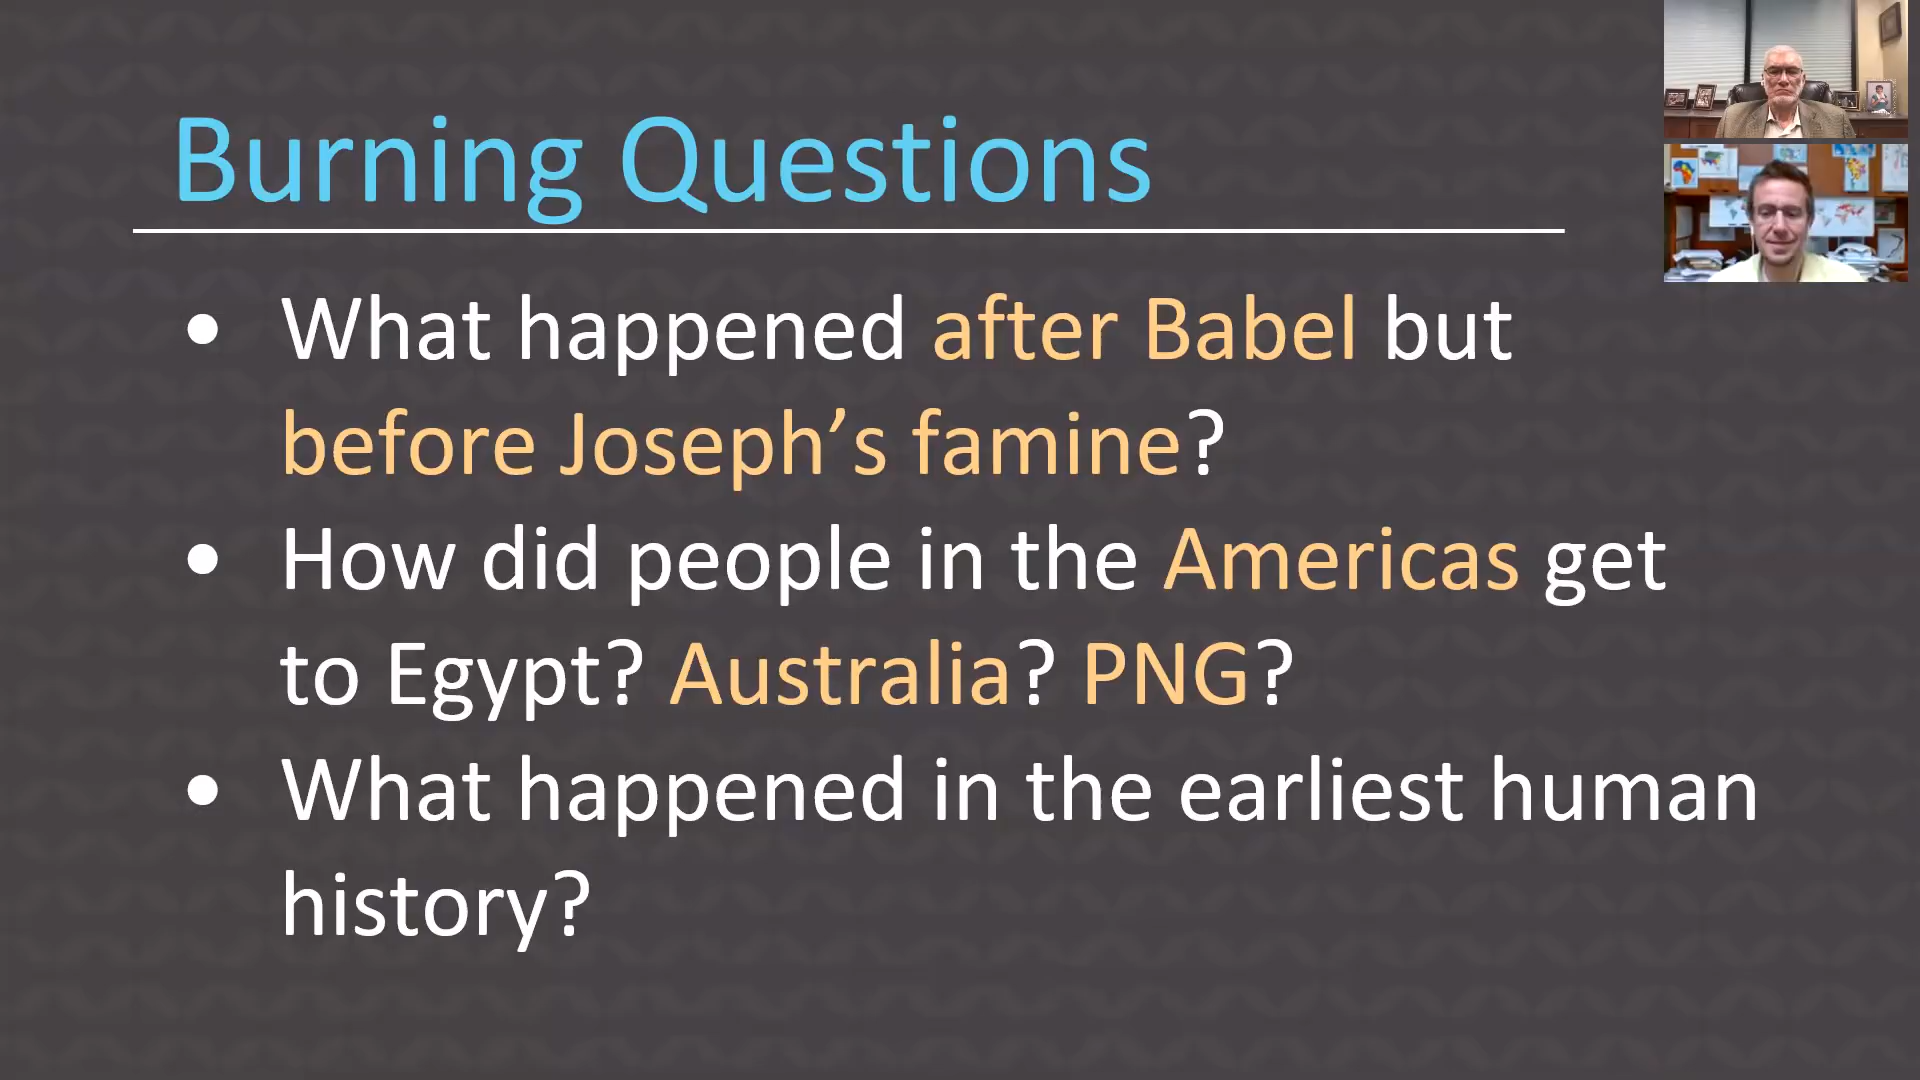 Burning Questions
• What happened after Babel but
before Joseph’s famine?
• How did people in the Americas get
to Egypt? Australia? PNG?
• What happened in the earliest human
history?